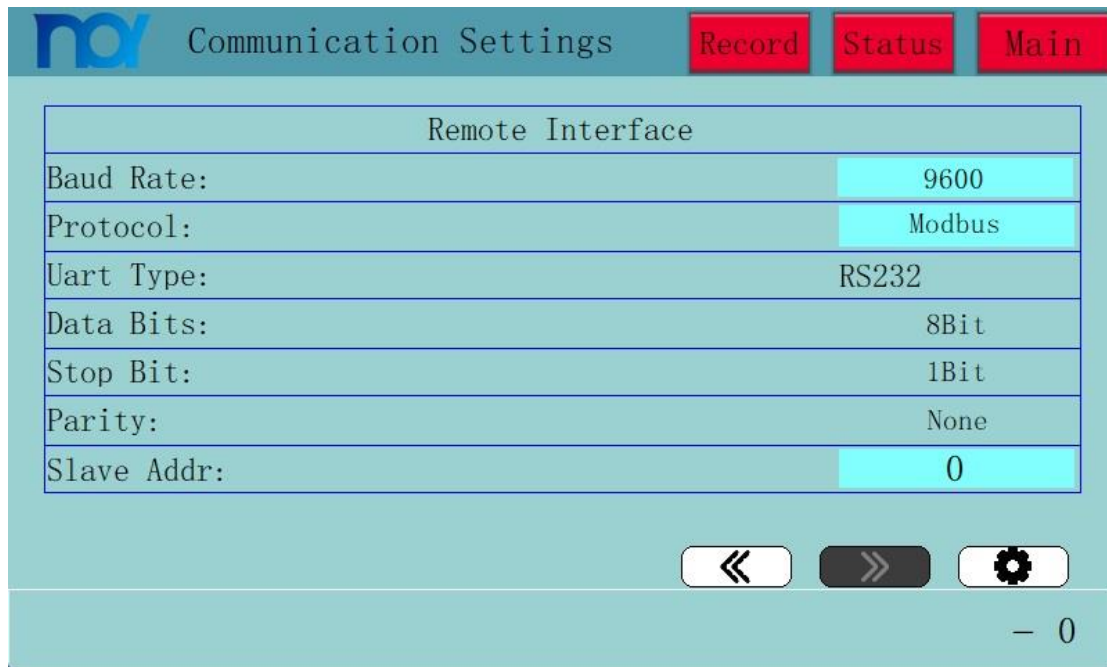 Communication Settings
Record
Status
Main
Remote Interface
Baud Rate: 9600
Protocol: Modbus
Uart Type: RS232
Data Bits: 8Bit
Stop Bit: 1Bit
Parity: None
Slave Addr: 0
- 0